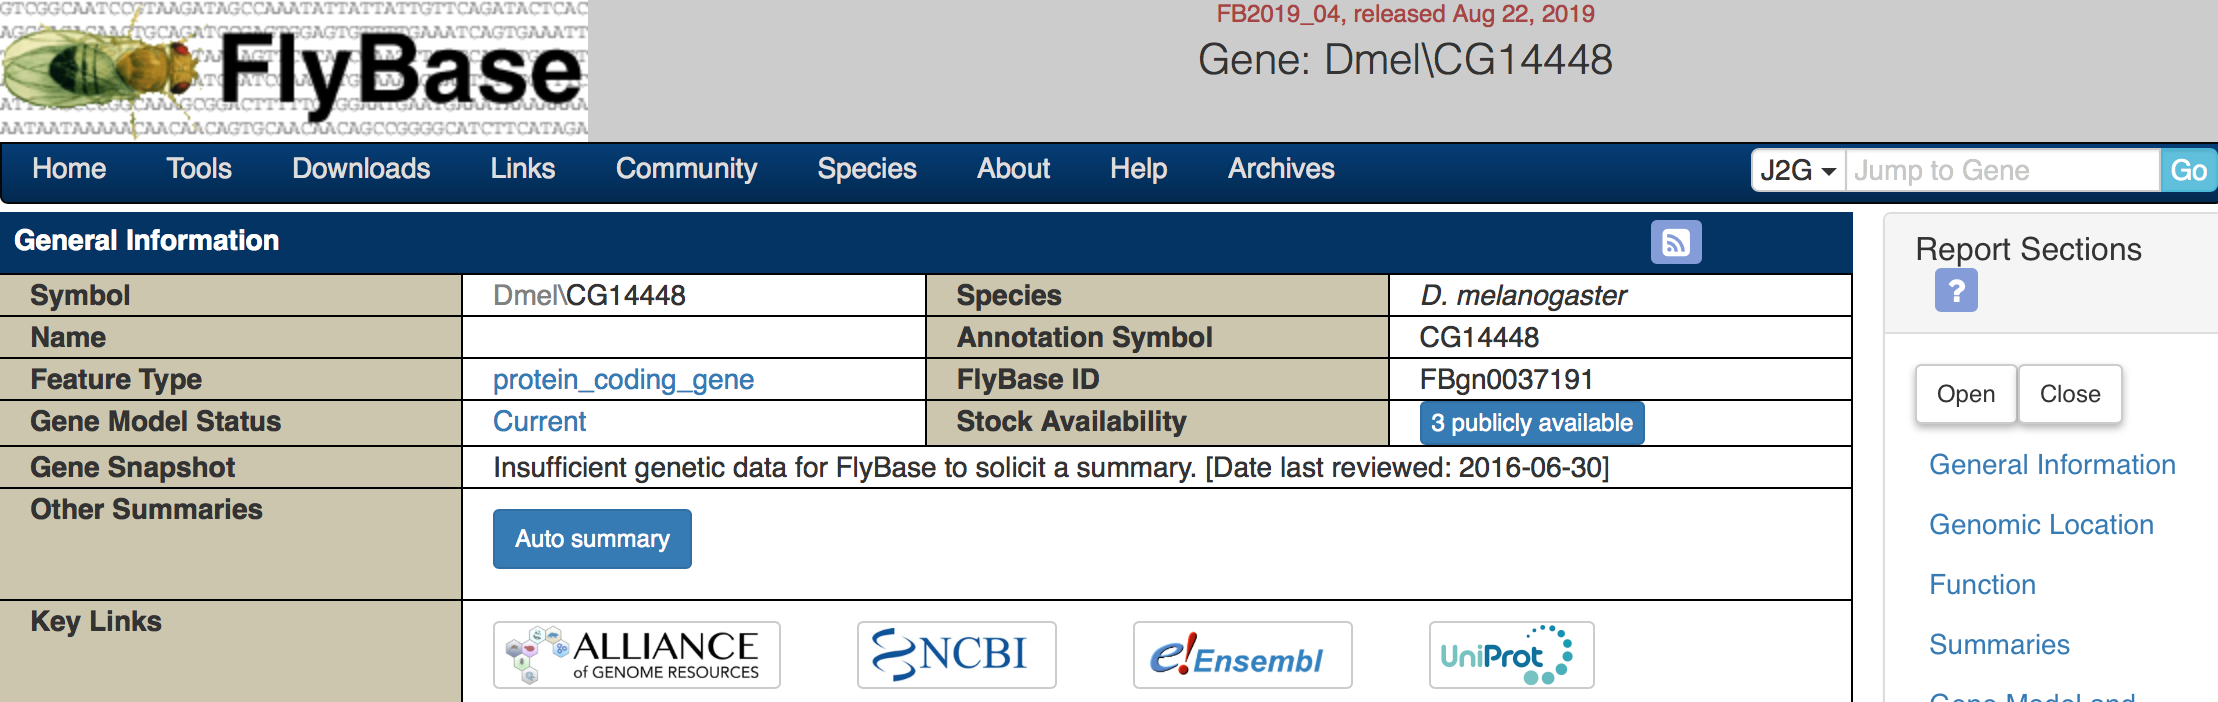 FlyBase
FB2019_04, released Aug 22, 2019
Gene: Dmel\CG14448
Home Tools Downloads Links Community Species About Help Archives J2G Jump to Gene Go
General Information
Symbol Dmel\CG14448 Species D. melanogaster
Name Annotation Symbol CG14448
Feature Type protein_coding_gene FlyBase ID FBgn0037191
Gene Model Status Current Stock Availability 3 publicly available
Gene Snapshot Insufficient genetic data for FlyBase to solicit a summary. [Date last reviewed: 2016-06-30]
Other Summaries
Auto summary
Key Links
ALLIANCE
of GENOME RESOURCES
NCBI
e!Ensembl
UniProt
Report Sections
?
Open Close
General Information
Genomic Location
Function
Summaries
Gene Model and